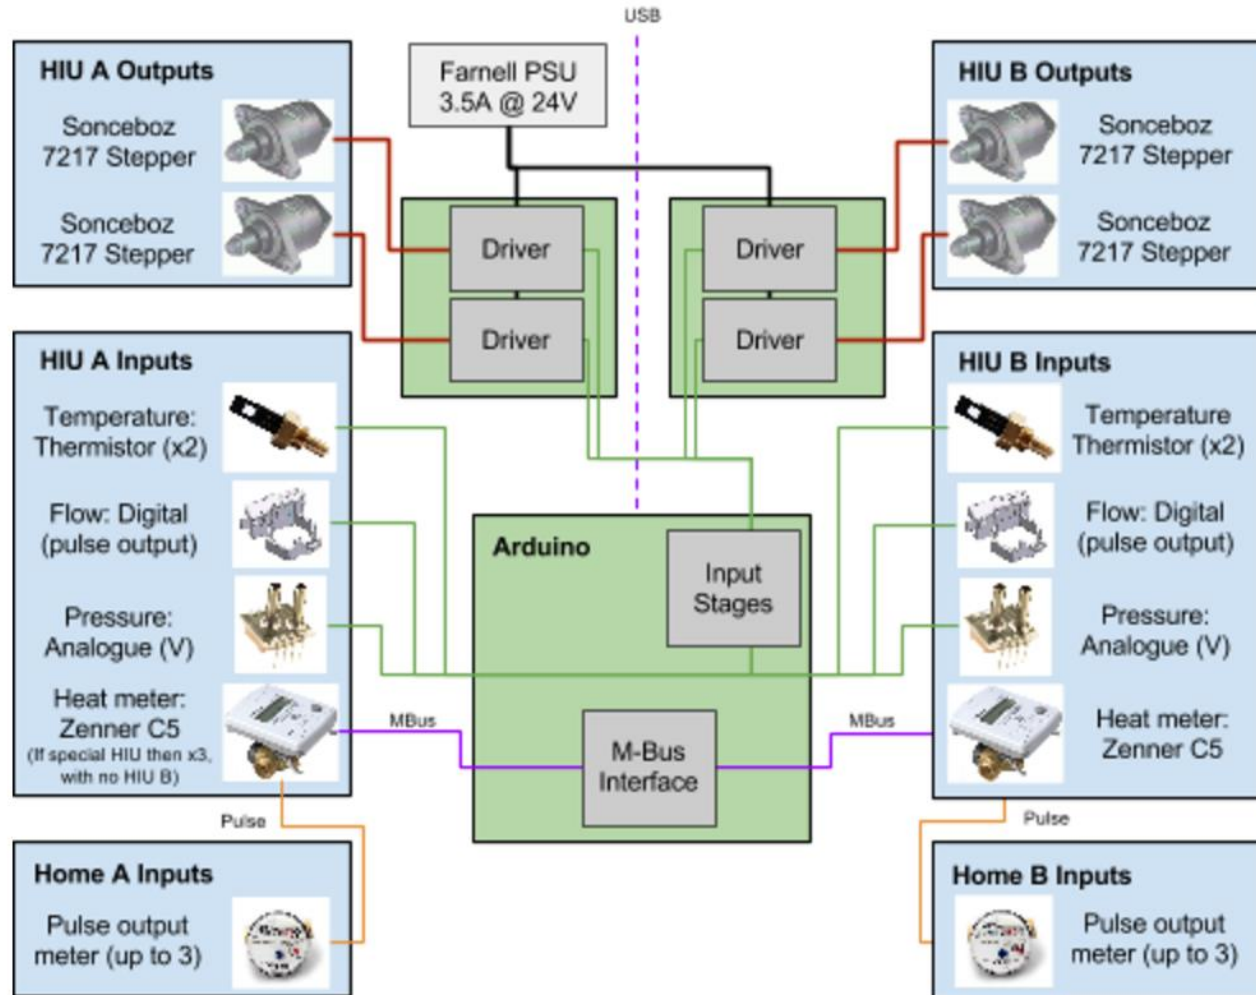 USB
HIU A Outputs
Sonceboz
7217 Stepper
Sonceboz
7217 Stepper
Farnell PSU
3.5A @ 24V
HIU B Outputs
Sonceboz
7217 Stepper
Sonceboz
7217 Stepper
Driver
Driver
Driver
Driver
HIU A Inputs
Temperature:
Thermistor (x2)
Flow: Digital
(pulse output)
Pressure:
Analogue (V)
Heat meter:
Zenner C5
(If special HIU then x3,
with no HIU B)
MBus
Pulse
Arduino
Input
Stages
M-Bus
Interface
MBus
HIU B Inputs
Temperature
Thermistor (x2)
Flow: Digital
(pulse output)
Pressure:
Analogue (V)
Heat meter:
Zenner C5
Pulse
Home A Inputs
Pulse output
meter (up to 3)
Home B Inputs
Pulse output
meter (up to 3)